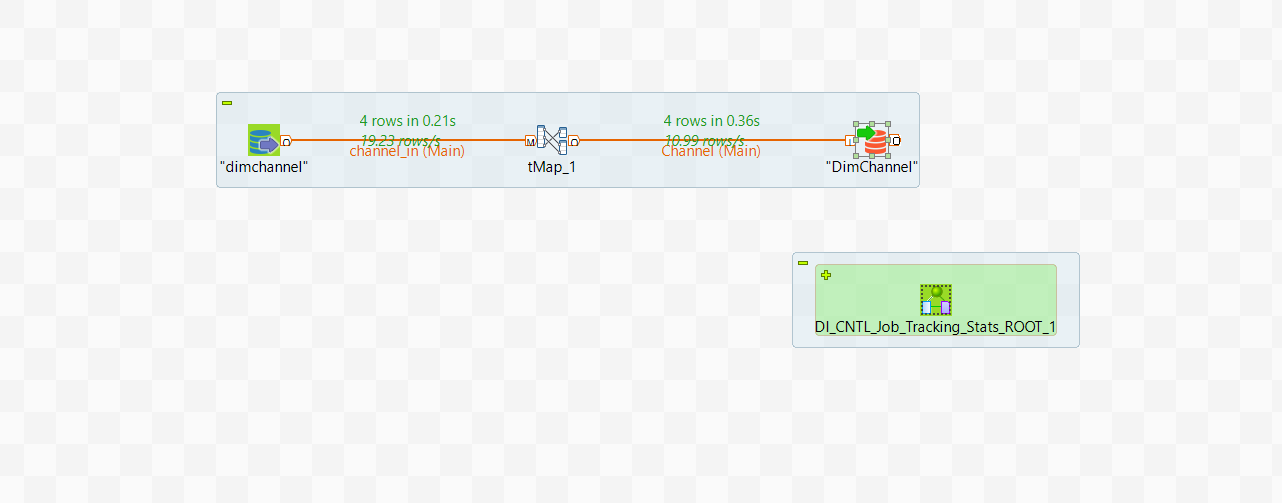 4 rows in 0.21s
19.23 rows/s
channel_in (Main)
4 rows in 0.36s
10.99 rows/s
Channel (Main)
O
M
O
I
O
"dimchannel"
tMap_1
"DimChannel"
DI_CNTL_Job_Tracking_Stats_ROOT_1